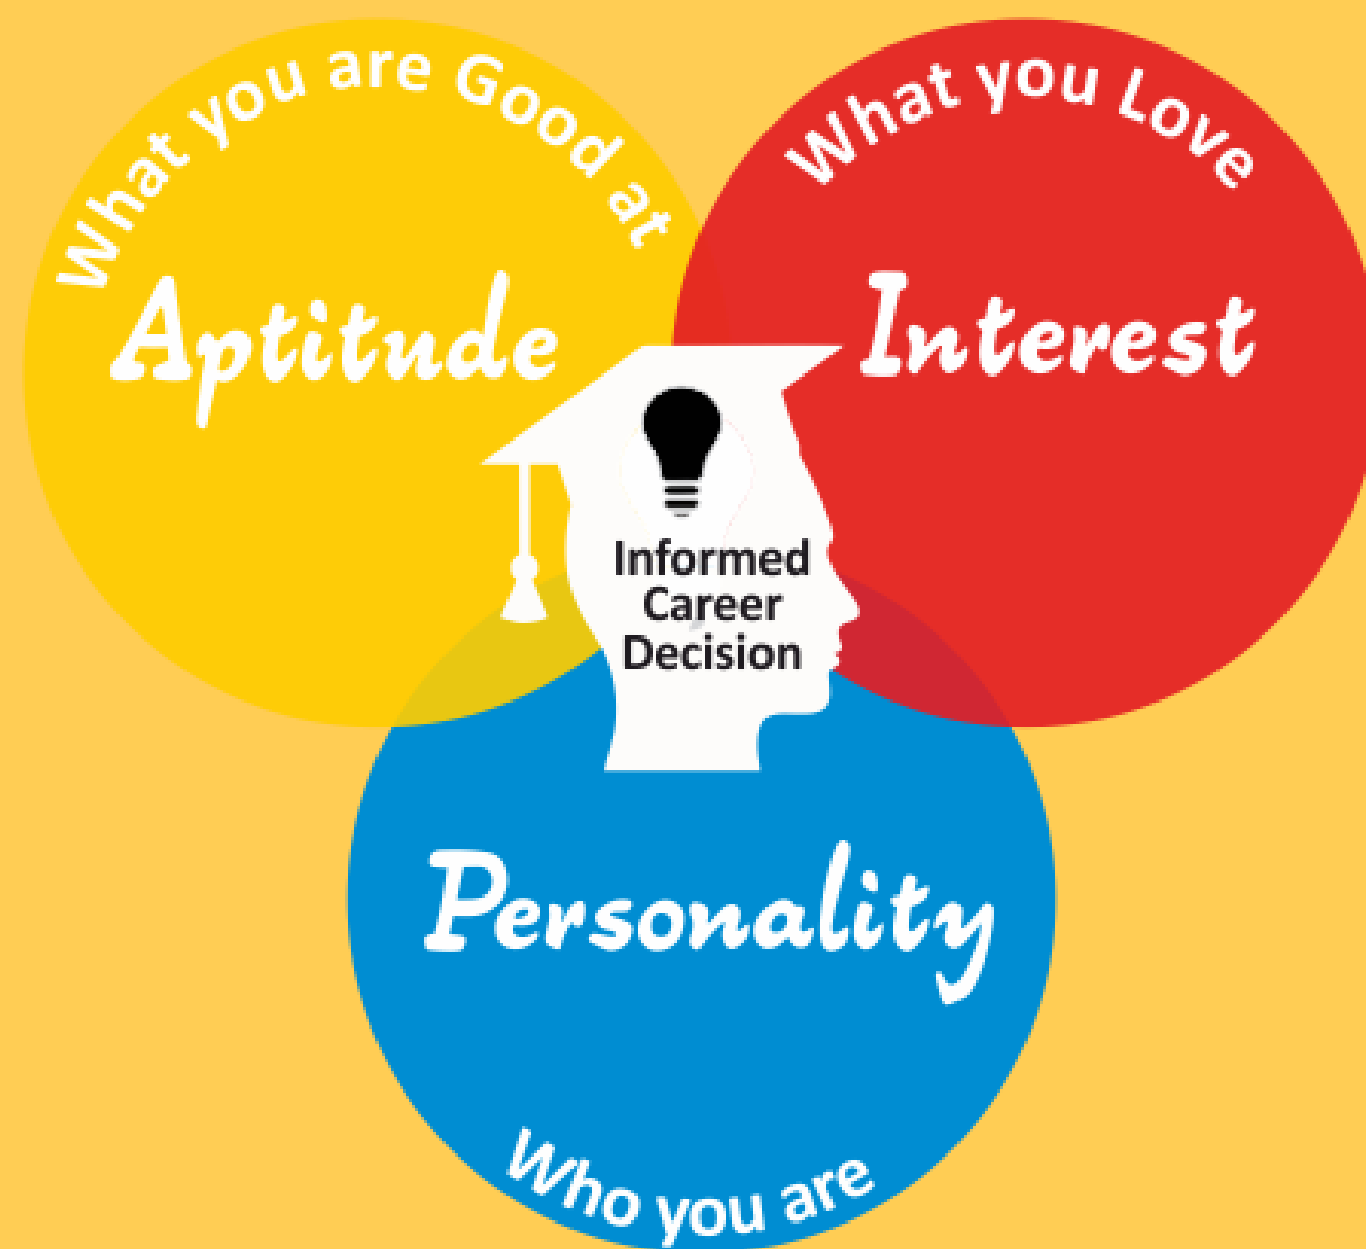 What you are Good at
Aptitude
What you Love
Interest
Informed
Career
Decision
Personality
Who you are